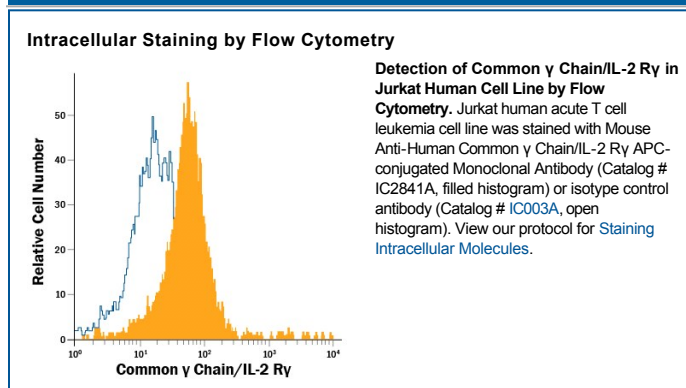 Intracellular Staining by Flow Cytometry
Relative Cell Number
50
40
30
20
10
0
10⁰ 10¹ 10² 10³ 10⁴
Common γ Chain/IL-2 Rγ
Detection of Common γ Chain/IL-2 Rγ in
Jurkat Human Cell Line by Flow
Cytometry. Jurkat human acute T cell
leukemia cell line was stained with Mouse
Anti-Human Common γ Chain/IL-2 Rγ APC-
conjugated Monoclonal Antibody (Catalog #
IC2841A, filled histogram) or isotype control
antibody (Catalog # IC003A, open
histogram). View our protocol for Staining
Intracellular Molecules.